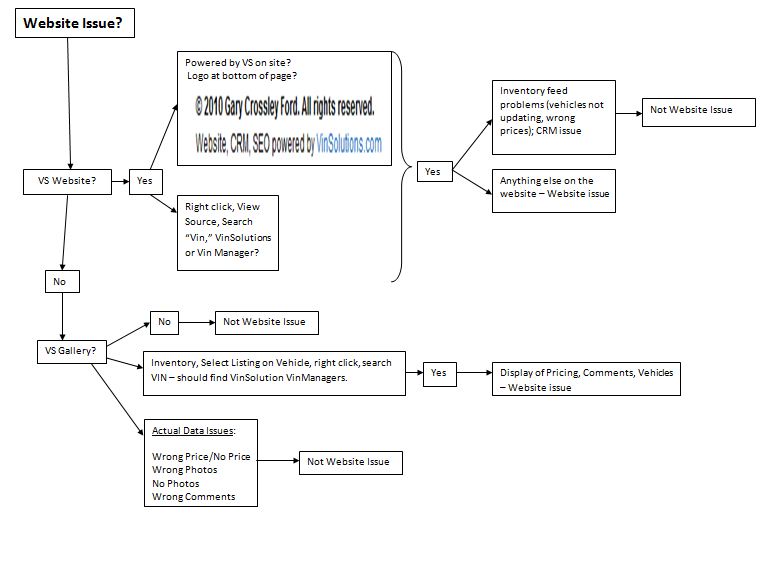 Website Issue?
Powered by VS on site?
Logo at bottom of page?
© 2010 Gary Crossley Ford. All rights reserved.
Website, CRM, SEO powered by VinSolutions.com
VS Website?
Yes
Right click, View
Source, Search
“Vin,” VinSolutions
or Vin Manager?
Yes
Inventory feed
problems (vehicles not
updating, wrong
prices); CRM issue
Not Website Issue
Anything else on the
website – Website issue
No
VS Gallery?
No
Not Website Issue
Inventory, Select Listing on Vehicle, right click, search
VIN – should find VinSolution VinManagers.
Yes
Display of Pricing, Comments, Vehicles
– Website issue
Actual Data Issues:
Wrong Price/No Price
Wrong Photos
No Photos
Wrong Comments
Not Website Issue